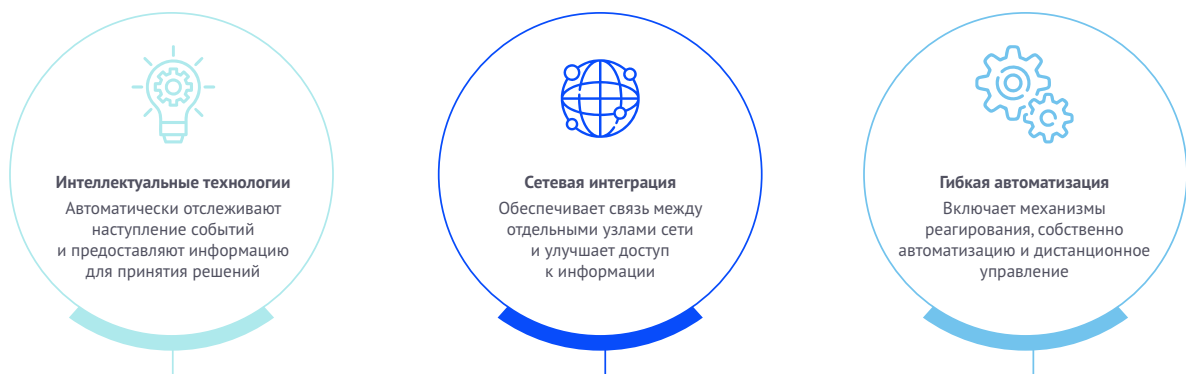 Интеллектуальные технологии
Автоматически отслеживают
наступление событий
и предоставляют информацию
для принятия решений
Сетевая интеграция
Обеспечивает связь между
отдельными узлами сети
и улучшает доступ
к информации
Гибкая автоматизация
Включает механизмы
реагирования, собственно
автоматизацию и дистанционное
управление